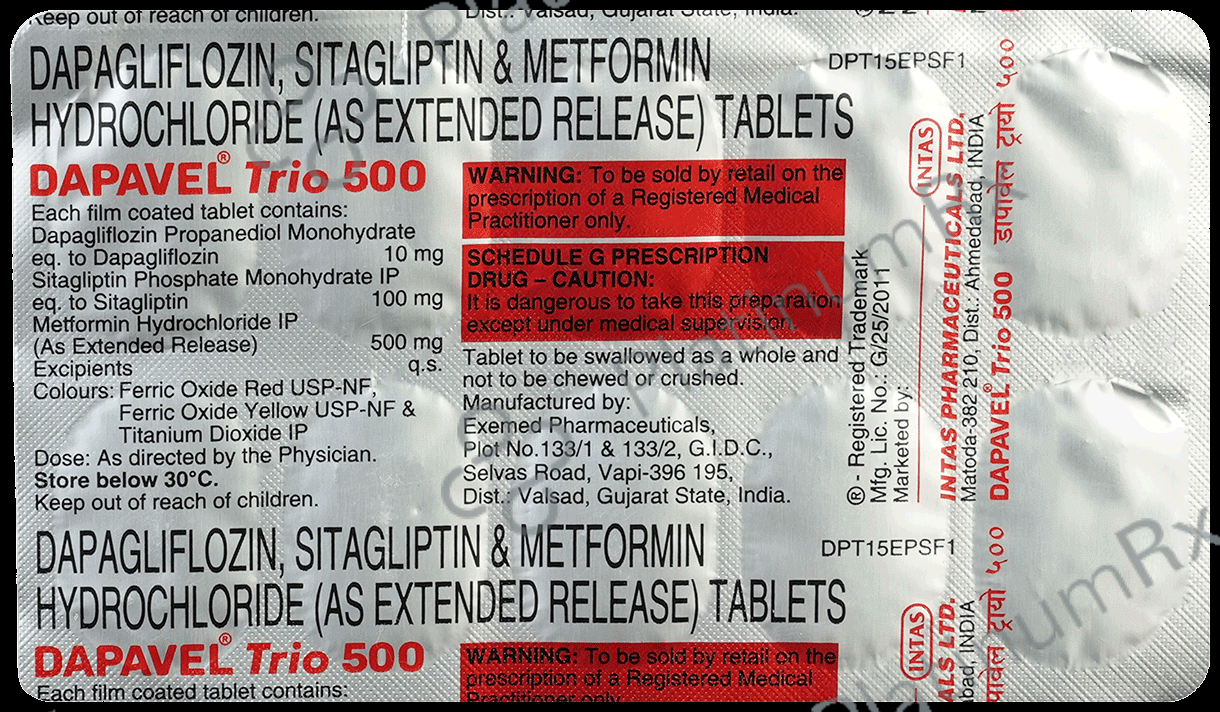 Keep out of reach of children.
Dist.: Valsad, Gujarat State, India.
DAPAGLIFLOZIN, SITAGLIPTIN & METFORMIN
HYDROCHLORIDE (AS EXTENDED RELEASE) TABLETS
DPT15EPSF1
DAPAVEL® Trio 500
Each film coated tablet contains:
Dapagliflozin Propanediol Monohydrate
eq. to Dapagliflozin 10 mg
Sitagliptin Phosphate Monohydrate IP
eq. to Sitagliptin 100 mg
Metformin Hydrochloride IP
(As Extended Release) 500 mg
Excipients q.s.
Colours: Ferric Oxide Red USP-NF,
Ferric Oxide Yellow USP-NF &
Titanium Dioxide IP
Dose: As directed by the Physician.
Store below 30°C.
Keep out of reach of children.
WARNING: To be sold by retail on the
prescription of a Registered Medical
Practitioner only.
SCHEDULE G PRESCRIPTION
DRUG – CAUTION:
It is dangerous to take this preparation
except under medical supervision.
Tablet to be swallowed as a whole and
not to be chewed or crushed.
Manufactured by:
Exemed Pharmaceuticals,
Plot No.133/1 & 133/2, G.I.D.C.,
Selvas Road, Vapi-396 195,
Dist.: Valsad, Gujarat State, India.
® - Registered Trademark
Mfg. Lic. No.: G/25/2011
Marketed by:
INTAS
INTAS PHARMACEUTICALS LTD.
Matoda-382 210, Dist.: Ahmedabad, INDIA
DAPAVEL® Trio 500 डापावेल ट्रायो ५००
DAPAGLIFLOZIN, SITAGLIPTIN & METFORMIN
HYDROCHLORIDE (AS EXTENDED RELEASE) TABLETS
DPT15EPSF1
DAPAVEL® Trio 500
Each film coated tablet contains:
WARNING: To be sold by retail on the
prescription of a Registered Medical
Practitioner only.
INTAS
ALS LTD.
bad, INDIA
पावेल ट्रायो ५००
PlatinumRx
PlatinumRx
umRx